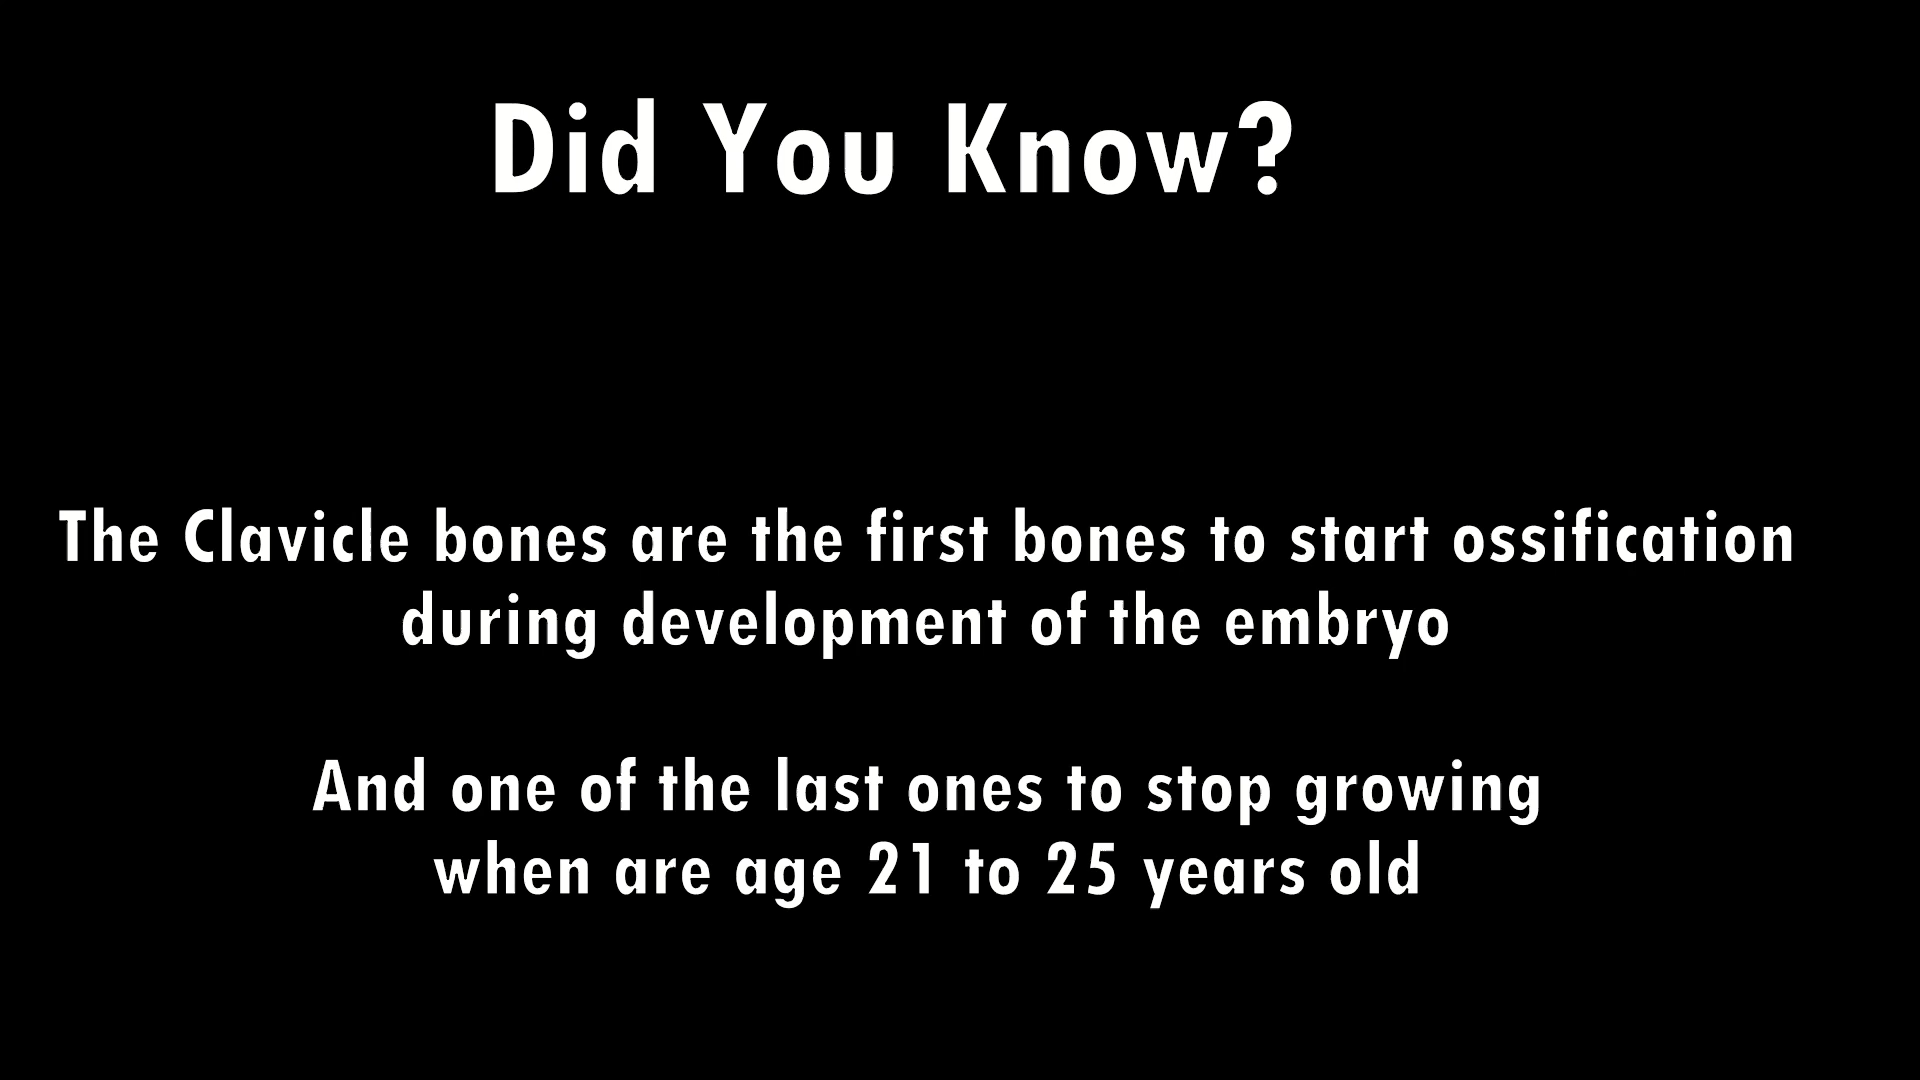 Did You Know?
The Clavicle bones are the first bones to start ossification
during development of the embryo
And one of the last ones to stop growing
when are age 21 to 25 years old